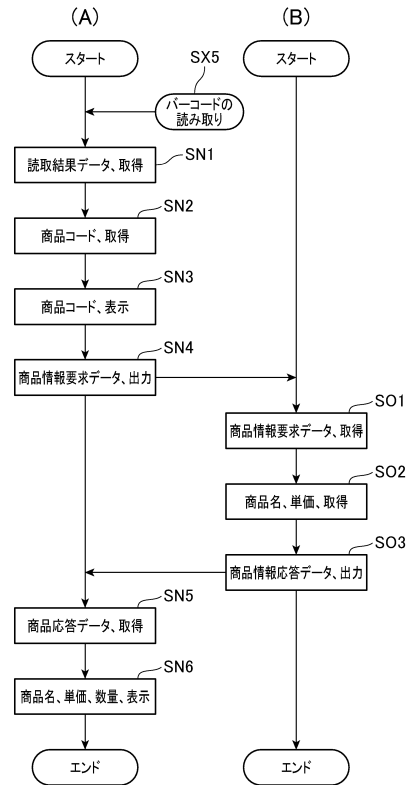 (A)
(B)
スタート
スタート
SX5
バーコードの
読み取り
SN1
読取結果データ、取得
SN2
商品コード、取得
SN3
商品コード、表示
SN4
商品情報要求データ、出力
SO1
商品情報要求データ、取得
SO2
商品名、単価、取得
SO3
商品情報応答データ、出力
SN5
商品応答データ、取得
SN6
商品名、単価、数量、表示
エンド
エンド